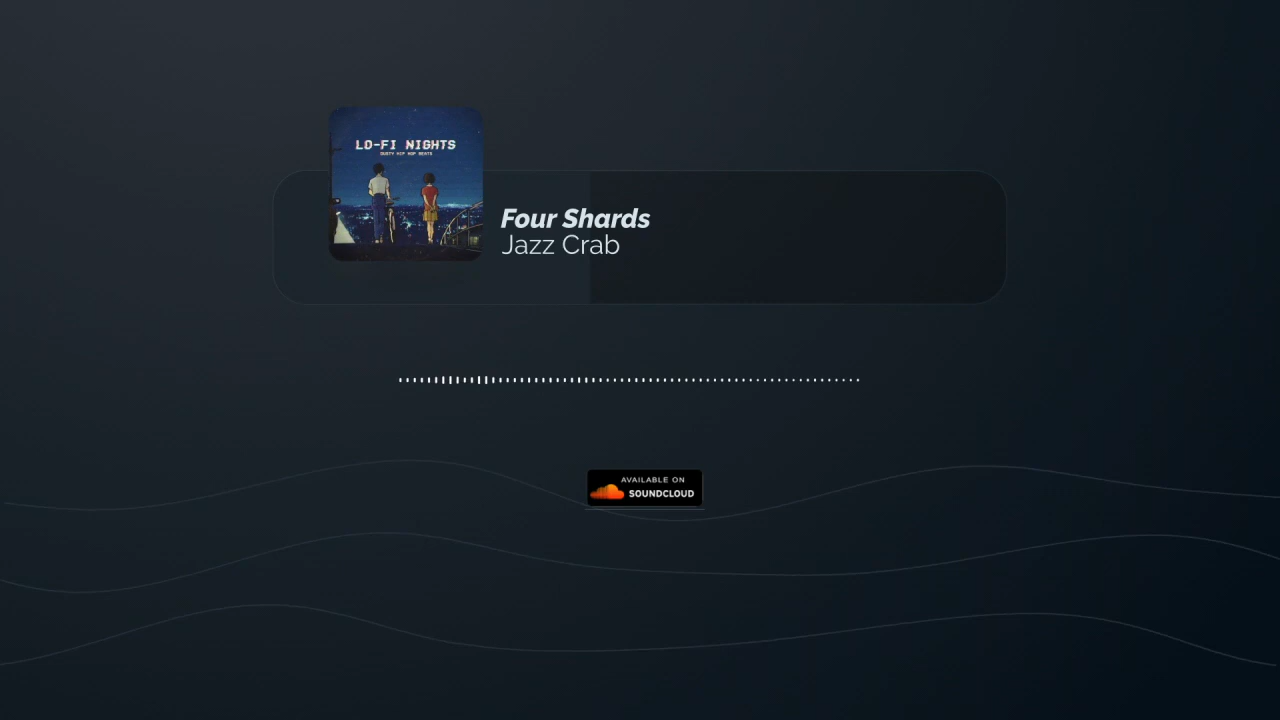 LO-FI NIGHTS
DUSTY HIP HOP BEATS
Four Shards
Jazz Crab
AVAILABLE ON
SOUNDCLOUD